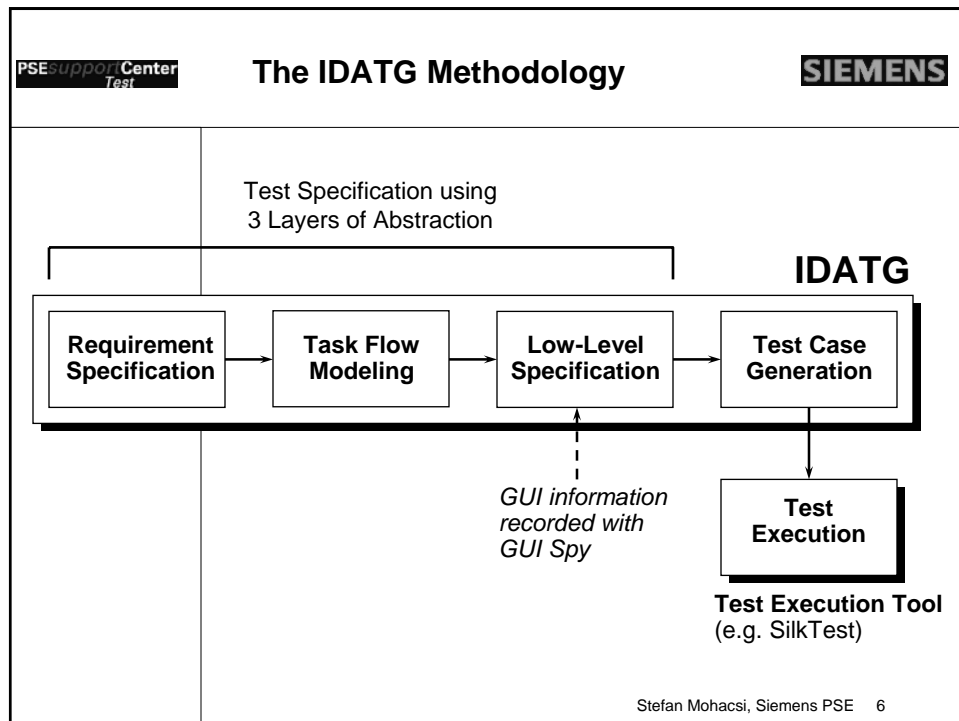 PSEsupportCenter
Test
The IDATG Methodology
SIEMENS
Test Specification using
3 Layers of Abstraction
IDATG
Requirement
Specification
Task Flow
Modeling
Low-Level
Specification
Test Case
Generation
GUI information
recorded with
GUI Spy
Test
Execution
Test Execution Tool
(e.g. SilkTest)
Stefan Mohacsi, Siemens PSE 6